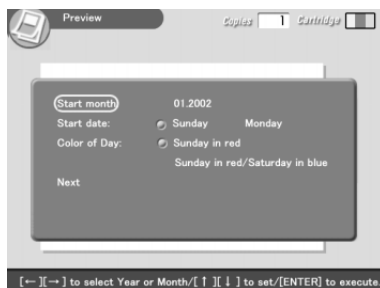 Preview
Copies 1 Cartridge
Start month 01.2002
Start date: Sunday Monday
Color of Day: Sunday in red
Sunday in red/Saturday in blue
Next
[←][→] to select Year or Month/[↑][↓] to set/[ENTER] to execute.